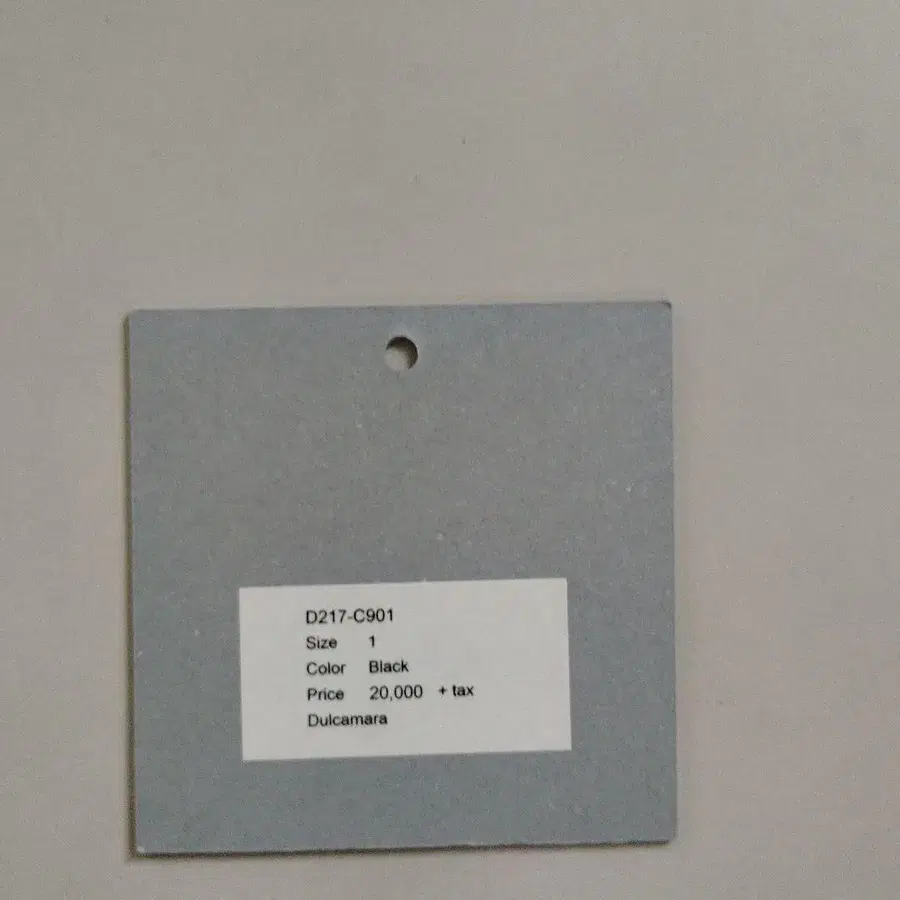 D217-C901
Size 1
Color Black
Price 20,000 + tax
Dulcamara